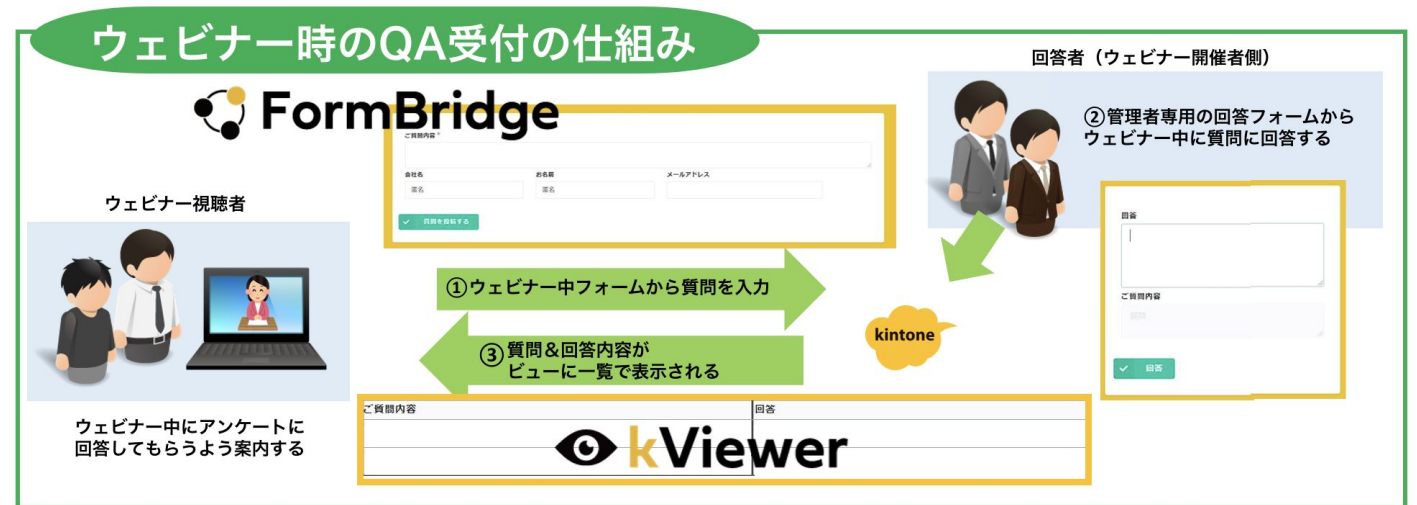 ウェビナー時のQA受付の仕組み
FormBridge
ご質問内容 *
会社名
お名前
メールアドレス
匿名
匿名
質問を投稿する
回答者（ウェビナー開催者側）
②管理者専用の回答フォームから
ウェビナー中に質問に回答する
回答
ご質問内容
質問
回答
ウェビナー視聴者
ウェビナー中にアンケートに
回答してもらうよう案内する
①ウェビナー中フォームから質問を入力
kintone
③質問＆回答内容が
ビューに一覧で表示される
ご質問内容
回答
kViewer